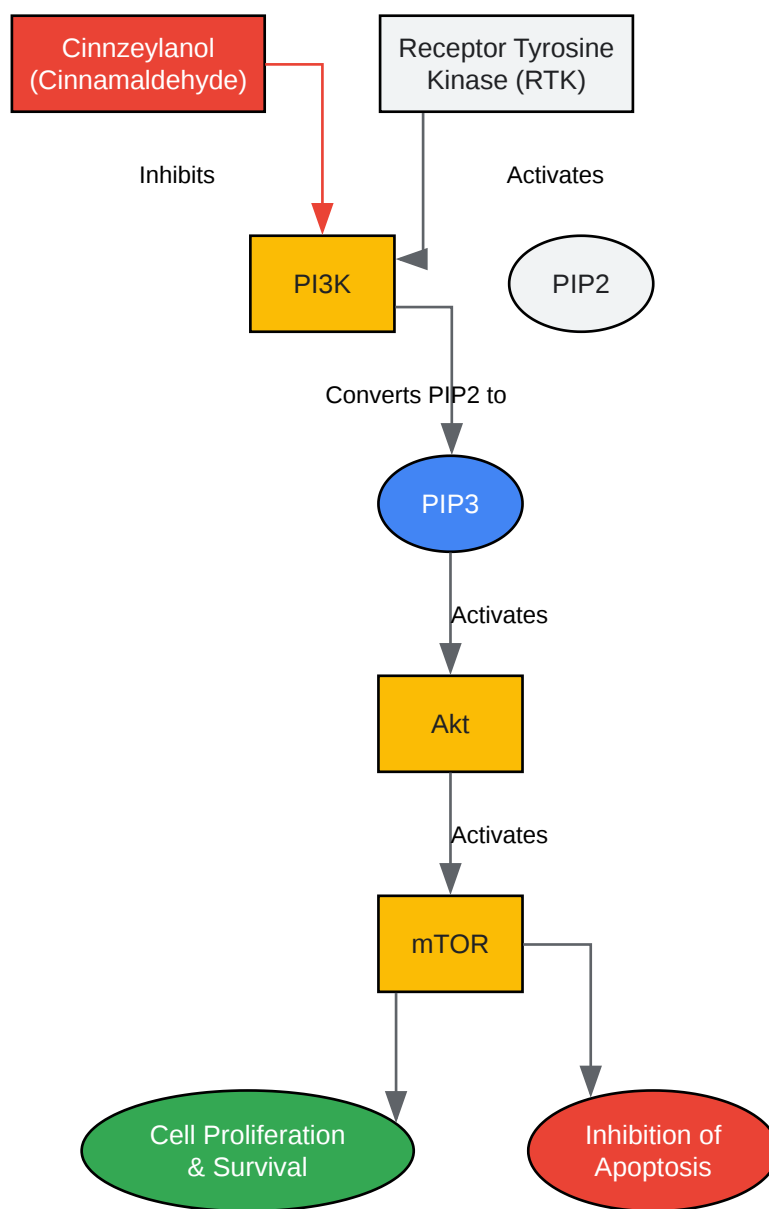 Cinnzeylanol
(Cinnamaldehyde)
Receptor Tyrosine
Kinase (RTK)
Inhibits
Activates
PI3K
PIP2
Converts PIP2 to
PIP3
Activates
Akt
Activates
mTOR
Cell Proliferation
& Survival
Inhibition of
Apoptosis